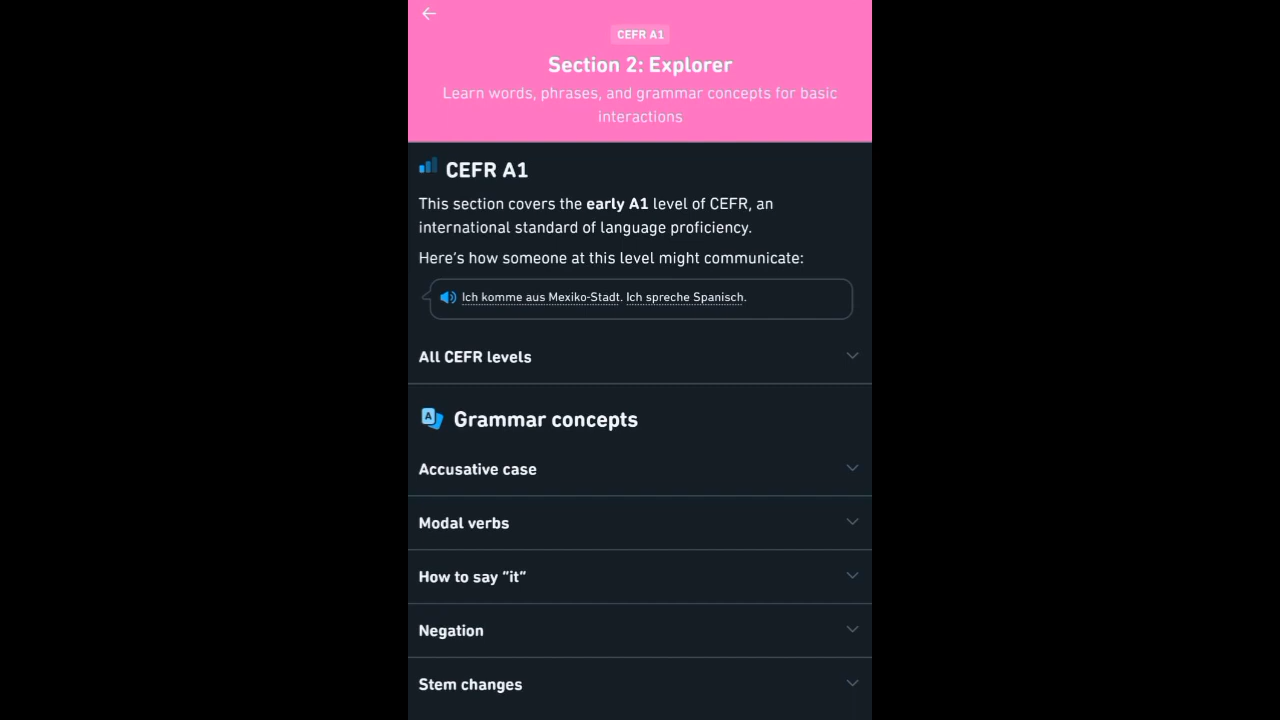 CEFR A1
Section 2: Explorer
Learn words, phrases, and grammar concepts for basic
interactions
CEFR A1
This section covers the early A1 level of CEFR, an
international standard of language proficiency.
Here's how someone at this level might communicate:
Ich komme aus Mexiko-Stadt. Ich spreche Spanisch.
All CEFR levels
A
Grammar concepts
Accusative case
Modal verbs
How to say "it"
Negation
Stem changes